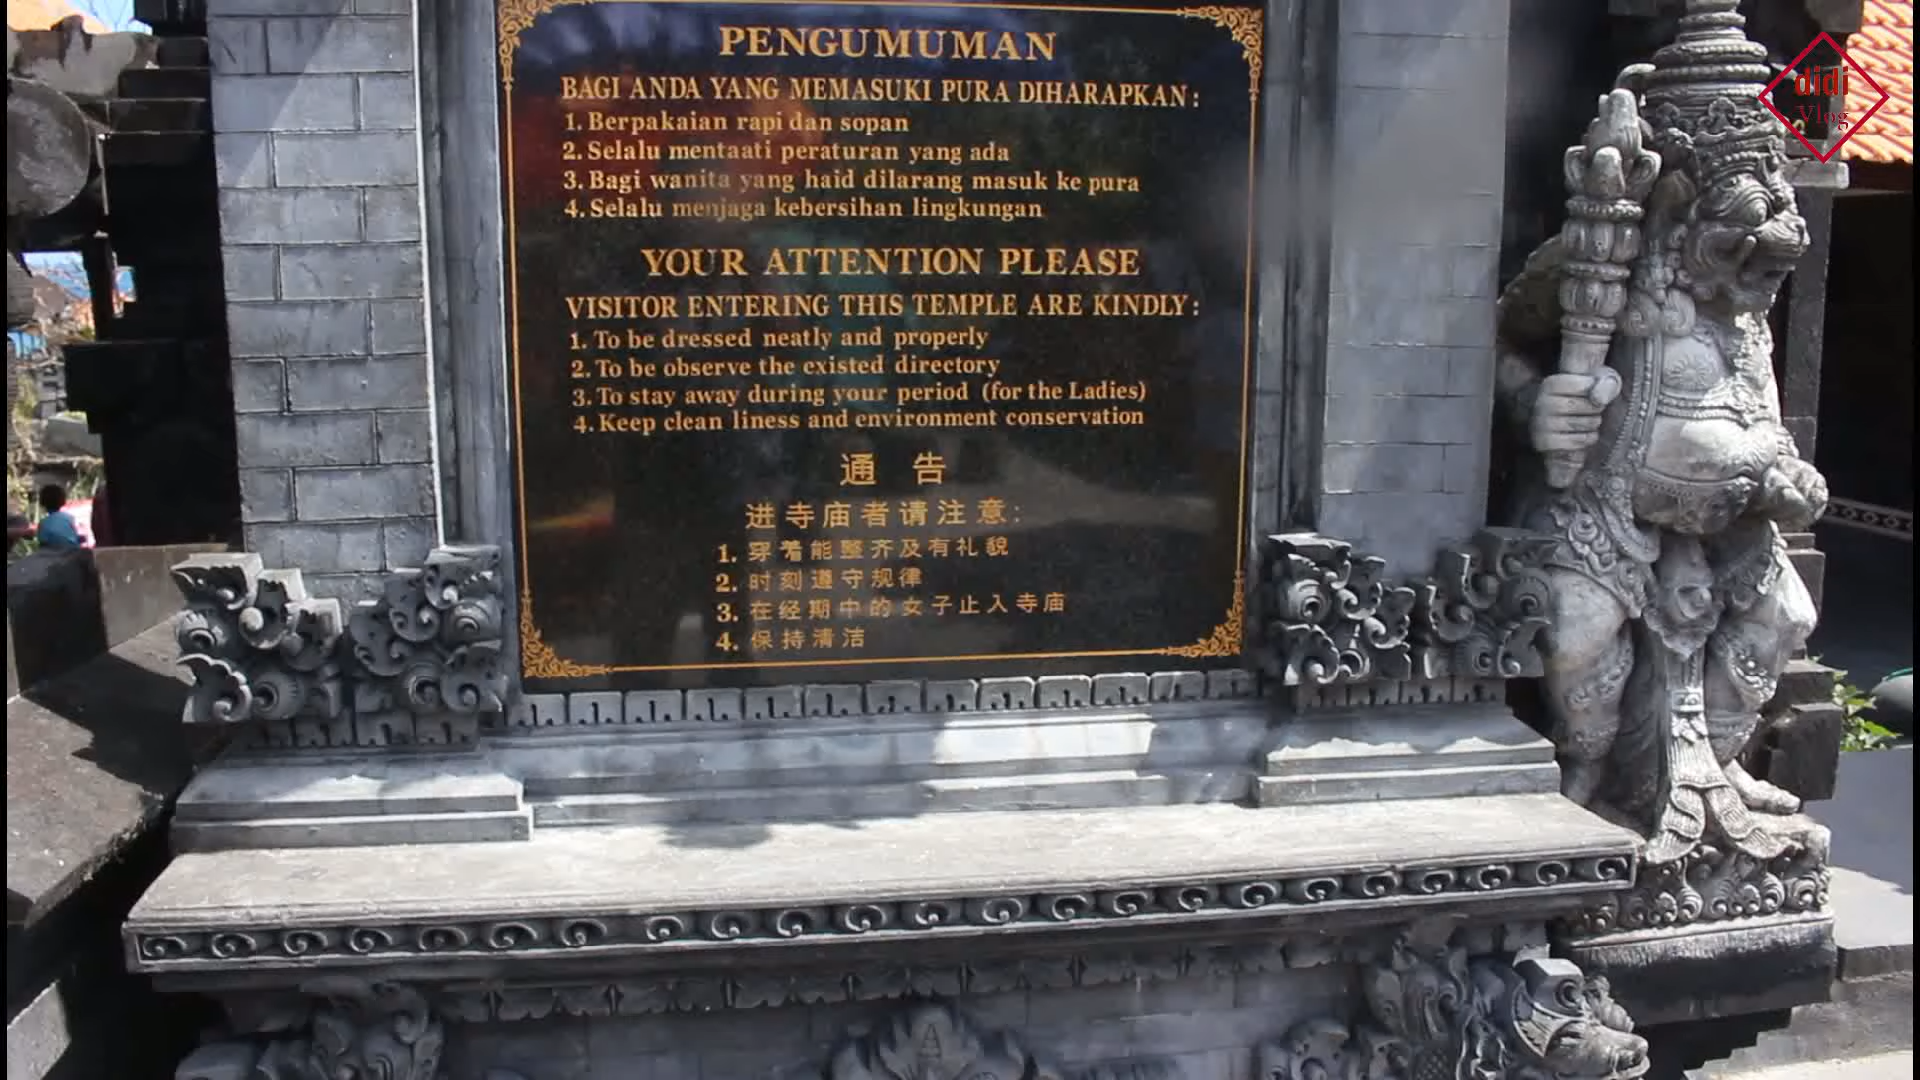 PENGUMUMAN
BAGI ANDA YANG MEMASUKI PURA DIHARAPKAN :
1. Berpakaian rapi dan sopan
2. Selalu mentaati peraturan yang ada
3. Bagi wanita yang haid dilarang masuk ke pura
4. Selalu menjaga kebersihan lingkungan
YOUR ATTENTION PLEASE
VISITOR ENTERING THIS TEMPLE ARE KINDLY :
1. To be dressed neatly and properly
2. To be observe the existed directory
3. To stay away during your period (for the Ladies)
4. Keep clean liness and environment conservation
通 告
进寺庙者请注意:
1. 穿着能整齐及有礼貌
2. 时刻遵守规律
3. 在经期中的女子止入寺庙
4. 保持清洁
didi
Vlog